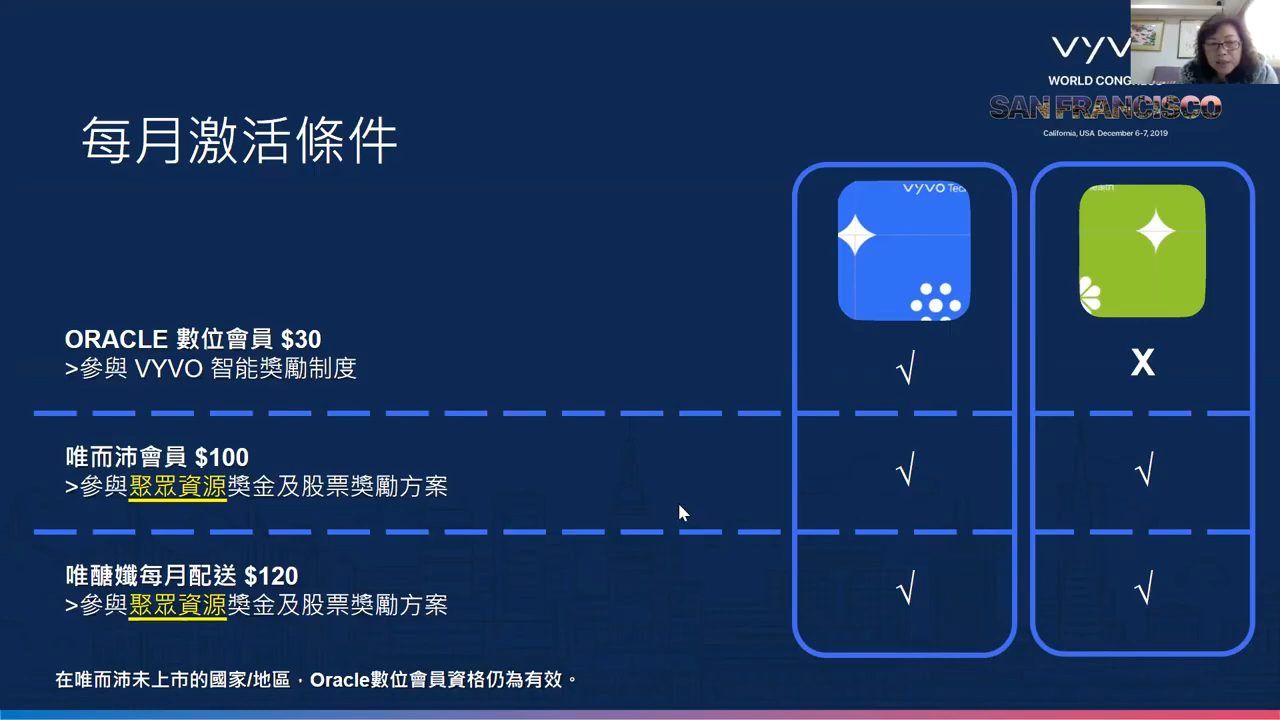 VYV
WORLD CONG
SAN FRANCISCO
California, USA December 6-7, 2019
每月激活條件
VYVO Tec
ealth
ORACLE 數位會員 $30
>參與 VYVO 智能獎勵制度
√
X
唯而沛會員 $100
>參與聚眾資源獎金及股票獎勵方案
√
√
唯醣孅每月配送 $120
>參與聚眾資源獎金及股票獎勵方案
√
√
在唯而沛未上市的國家/地區，Oracle數位會員資格仍為有效。